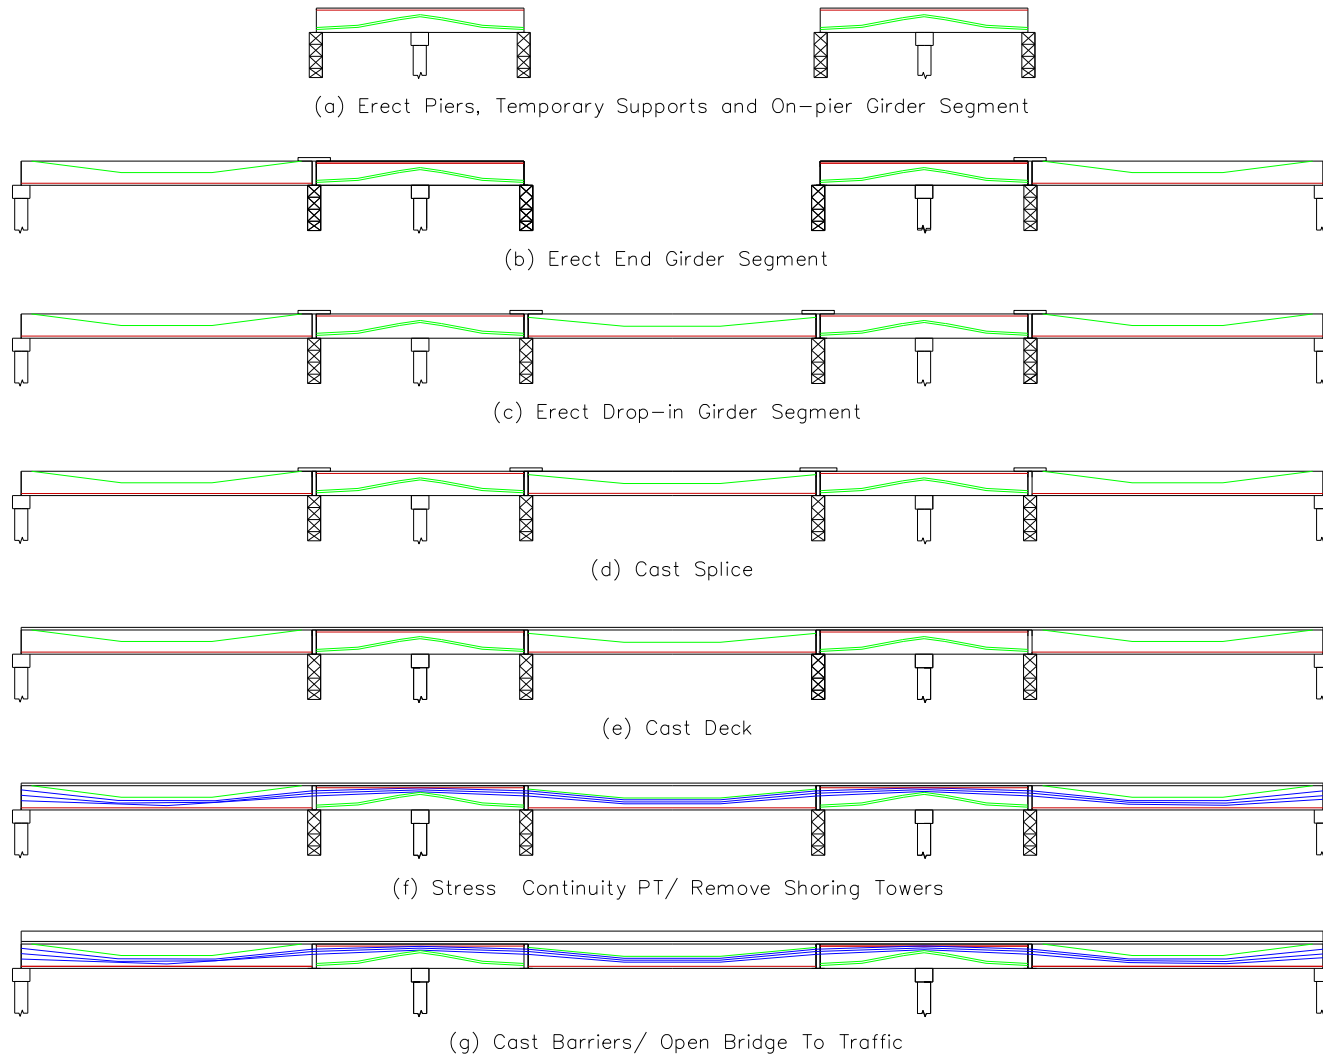 (a) Erect Piers, Temporary Supports and On-pier Girder Segment
(b) Erect End Girder Segment
(c) Erect Drop-in Girder Segment
(d) Cast Splice
(e) Cast Deck
(f) Stress Continuity PT/ Remove Shoring Towers
(g) Cast Barriers/ Open Bridge To Traffic